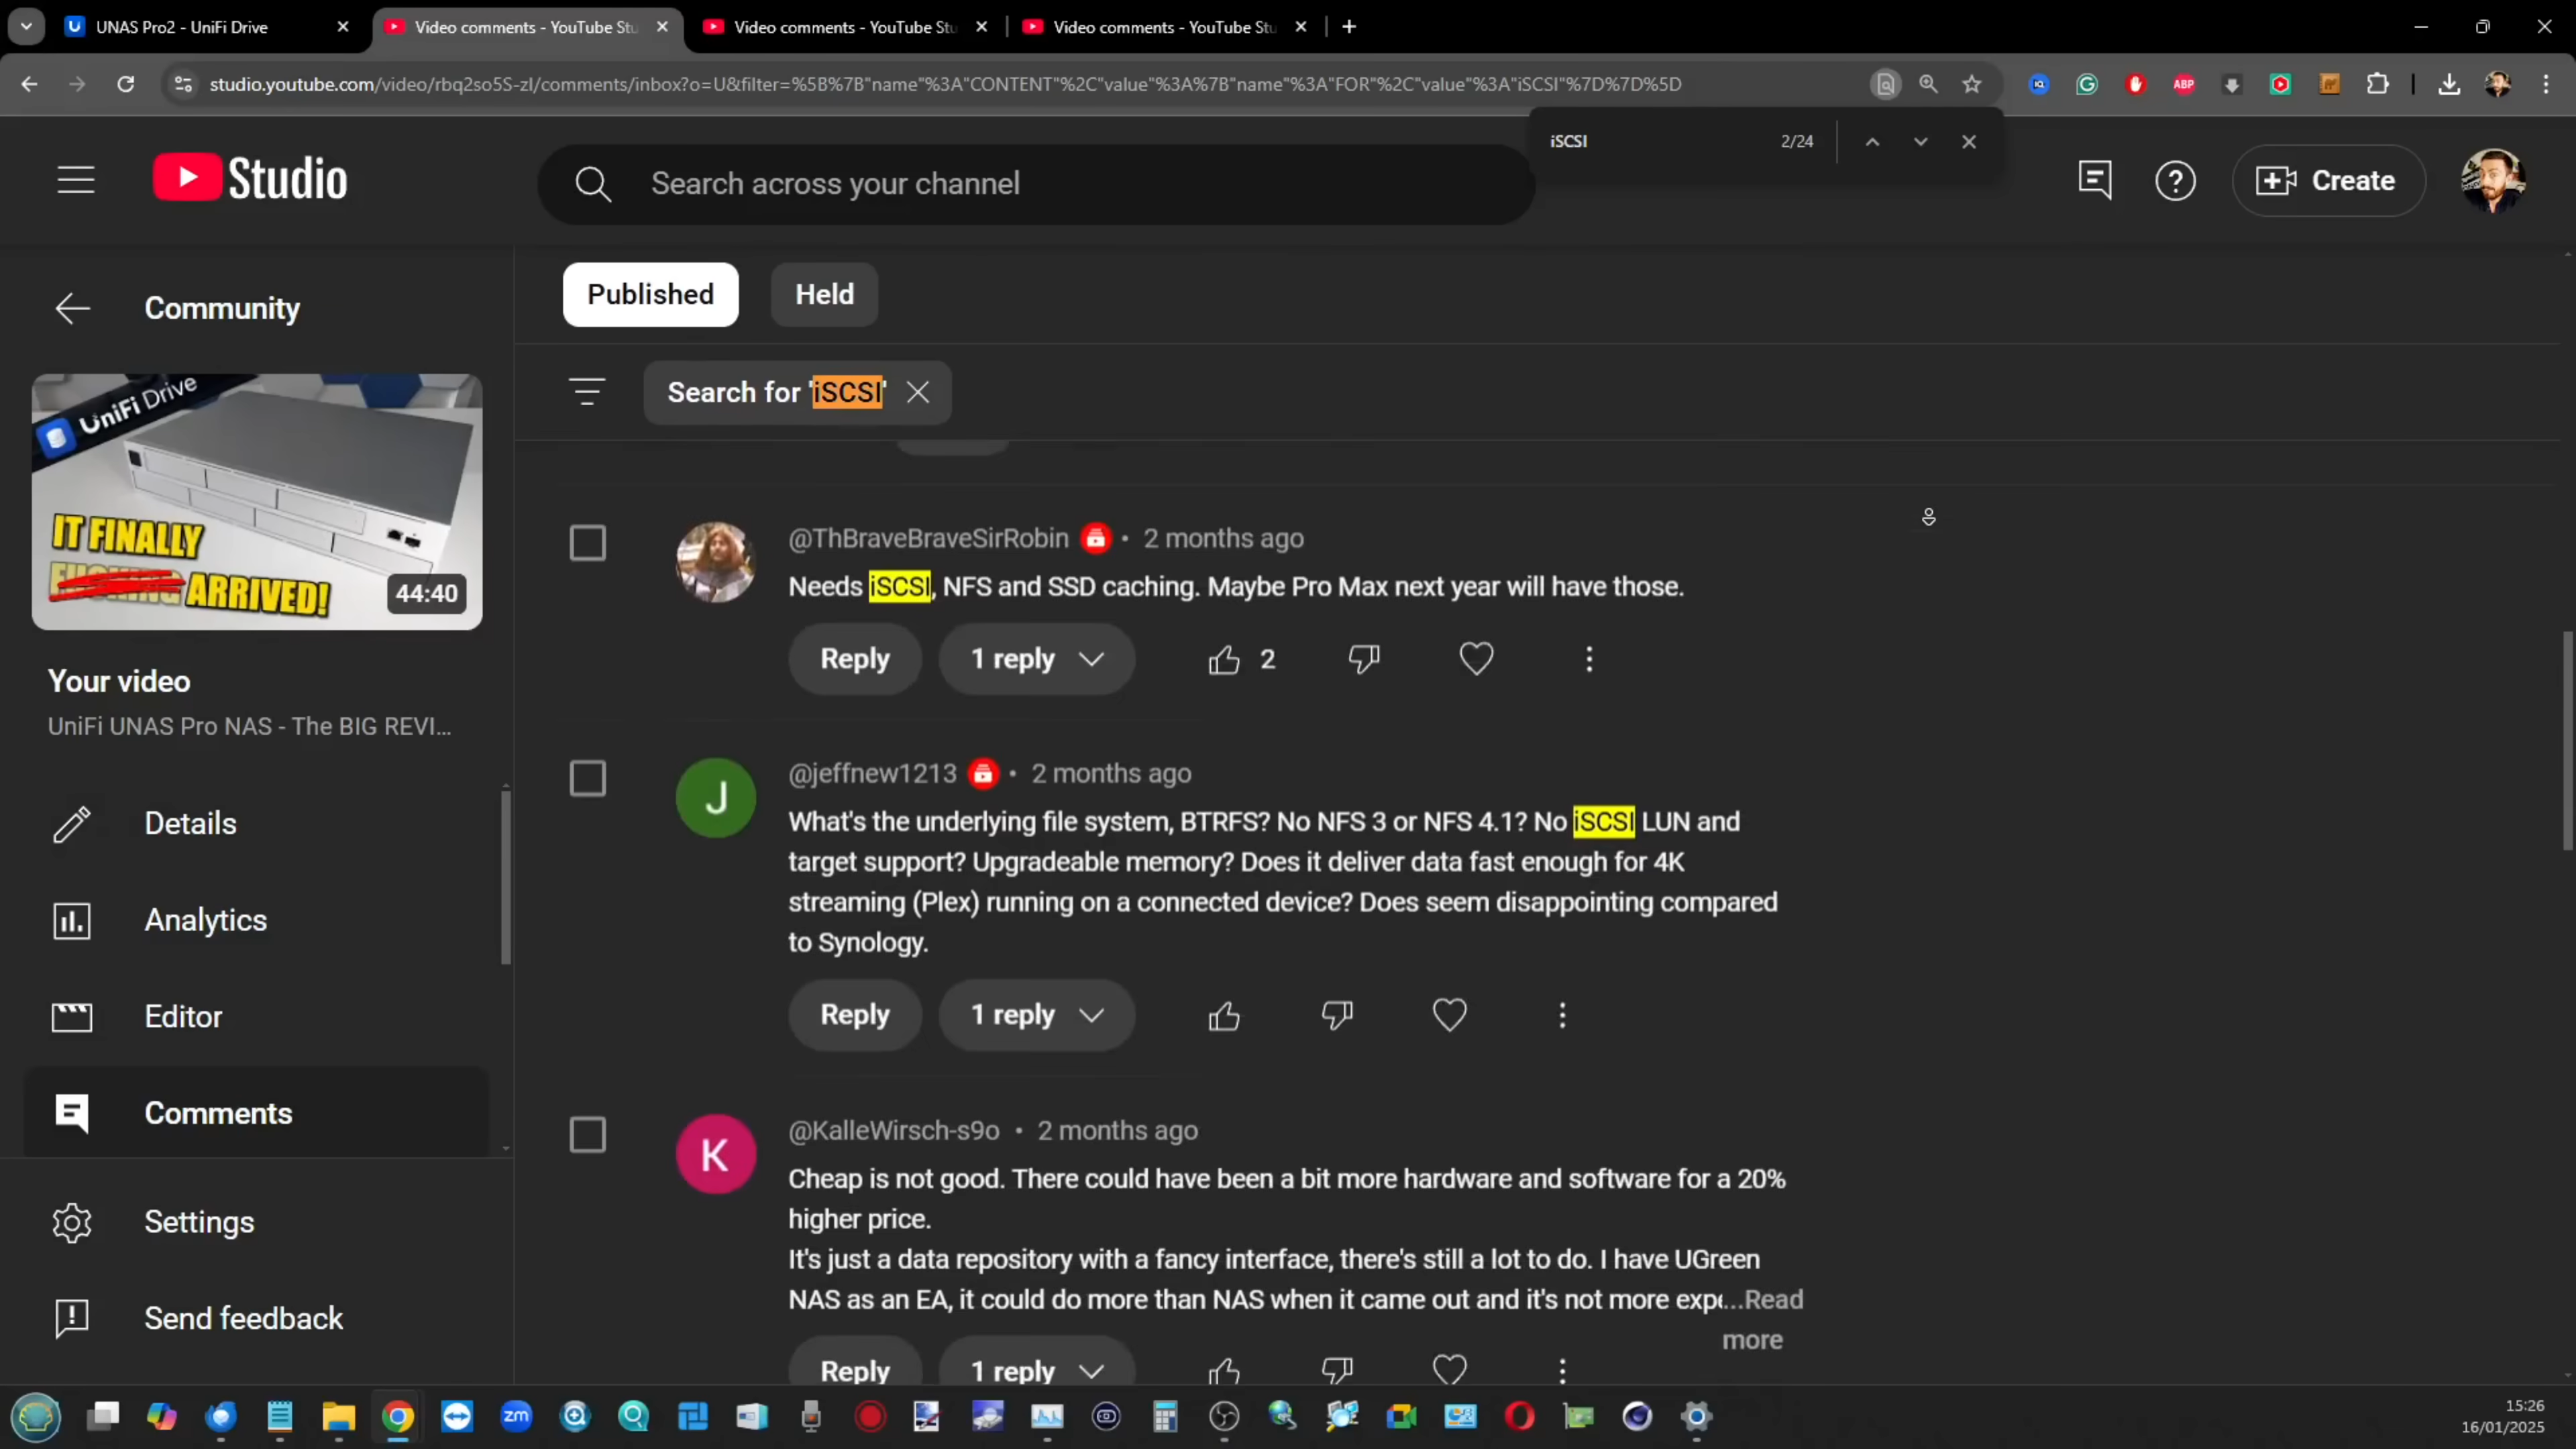 UNAS Pro2 - UniFi Drive
Video comments - YouTube Stu
Video comments - YouTube Stu
Video comments - YouTube Stu
studio.youtube.com/video/rbq2so5S-zI/comments/inbox?o=U&filter=%5B%7B"name"%3A"CONTENT"%2C"value"%3A%7B"name"%3A"FOR"%2C"value"%3A"iSCSI"%7D%7D%5D
ABP
iSCSI 2/24
Studio
Search across your channel
Create
Community
Published Held
Search for 'iSCSI'
UniFi Drive
IT FINALLY
ARRIVED!
44:40
Your video
UniFi UNAS Pro NAS - The BIG REVI...
Details
Analytics
Editor
Comments
Settings
Send feedback
@ThBraveBraveSirRobin • 2 months ago
Needs iSCSI, NFS and SSD caching. Maybe Pro Max next year will have those.
Reply 1 reply 2
J
@jeffnew1213 • 2 months ago
What's the underlying file system, BTRFS? No NFS 3 or NFS 4.1? No iSCSI LUN and
target support? Upgradeable memory? Does it deliver data fast enough for 4K
streaming (Plex) running on a connected device? Does seem disappointing compared
to Synology.
Reply 1 reply
K
@KalleWirsch-s9o • 2 months ago
Cheap is not good. There could have been a bit more hardware and software for a 20%
higher price.
It's just a data repository with a fancy interface, there's still a lot to do. I have UGreen
NAS as an EA, it could do more than NAS when it came out and it's not more exp...Read
more
Reply 1 reply
zm
15:26
16/01/2025